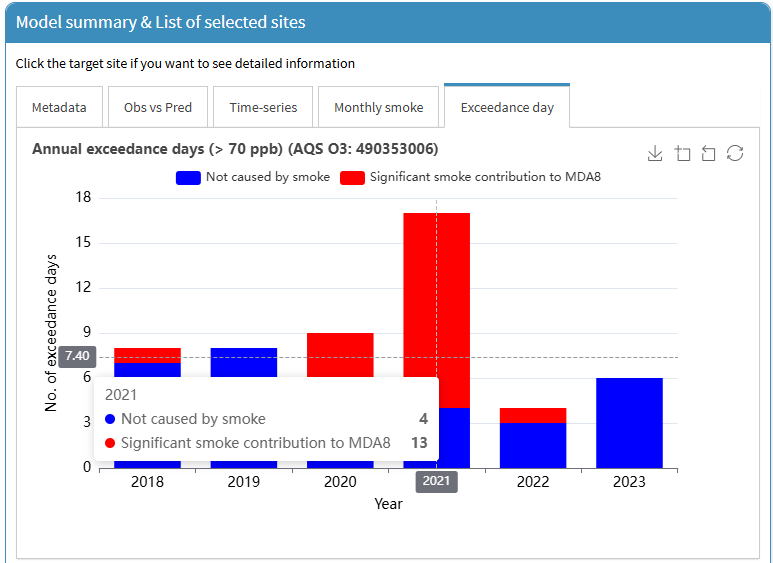 Model summary & List of selected sites
Click the target site if you want to see detailed information
Metadata
Obs vs Pred
Time-series
Monthly smoke
Exceedance day
Annual exceedance days (> 70 ppb) (AQS O3: 490353006)
Not caused by smoke
Significant smoke contribution to MDA8
No. of exceedance days
18
15
12
9
7.40
6
3
0
2021
Not caused by smoke 4
Significant smoke contribution to MDA8 13
2018
2019
2020
2021
2022
2023
Year